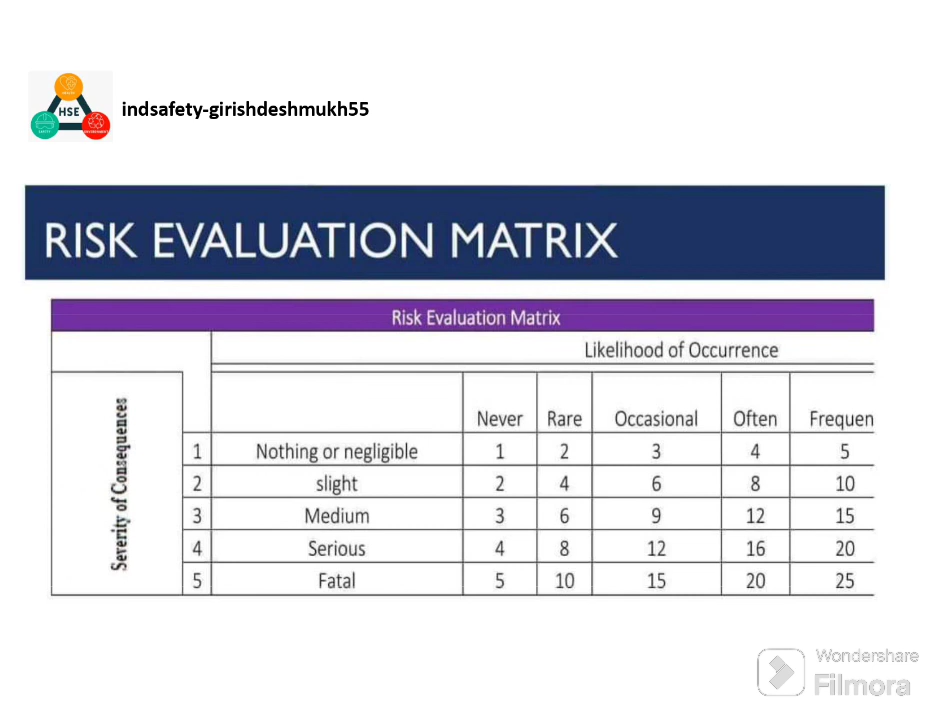 HSE
indsafety-girishdeshmukh55
RISK EVALUATION MATRIX
Risk Evaluation Matrix
Likelihood of Occurrence
Severity of Consequences
Never Rare Occasional Often Frequen
1 Nothing or negligible 1 2 3 4 5
2 slight 2 4 6 8 10
3 Medium 3 6 9 12 15
4 Serious 4 8 12 16 20
5 Fatal 5 10 15 20 25
Wondershare
Filmora